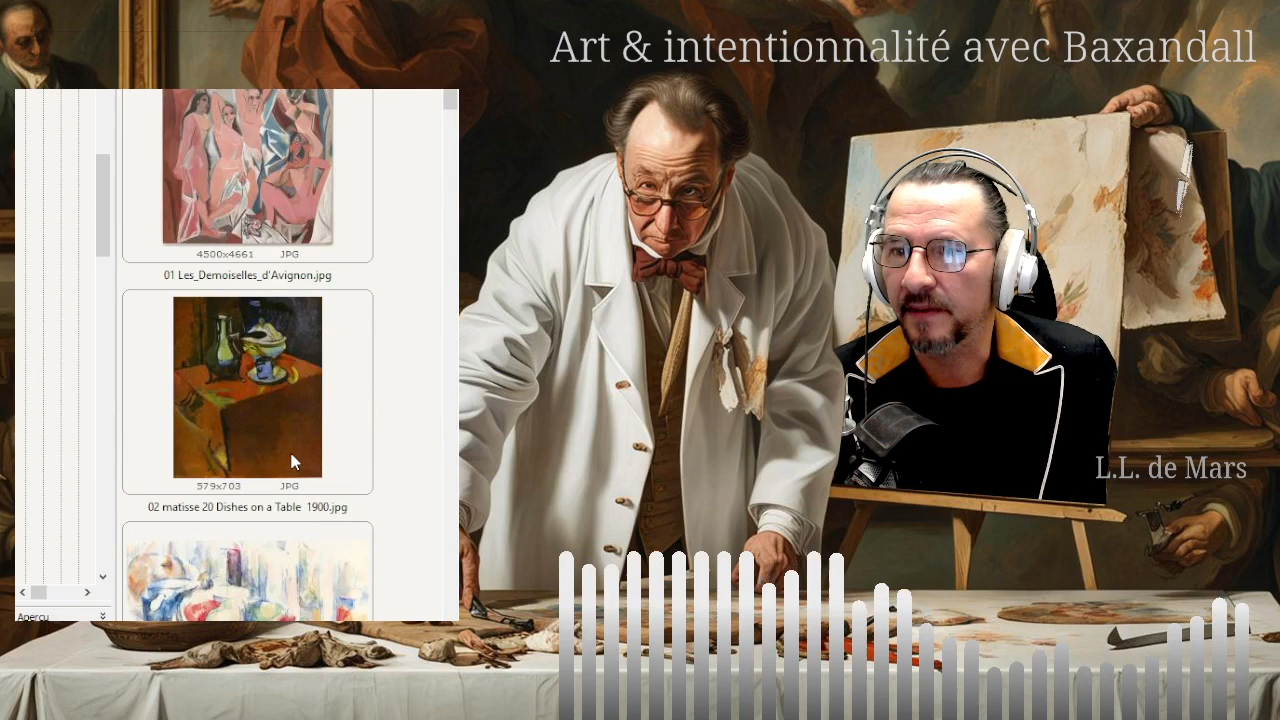 Art & intentionnalité avec Baxandall
4500x4661 JPG
01 Les_Demoiselles_d'Avignon.jpg
579x703 JPG
02 matisse 20 Dishes on a Table 1900.jpg
Aperçu
L.L. de Mars